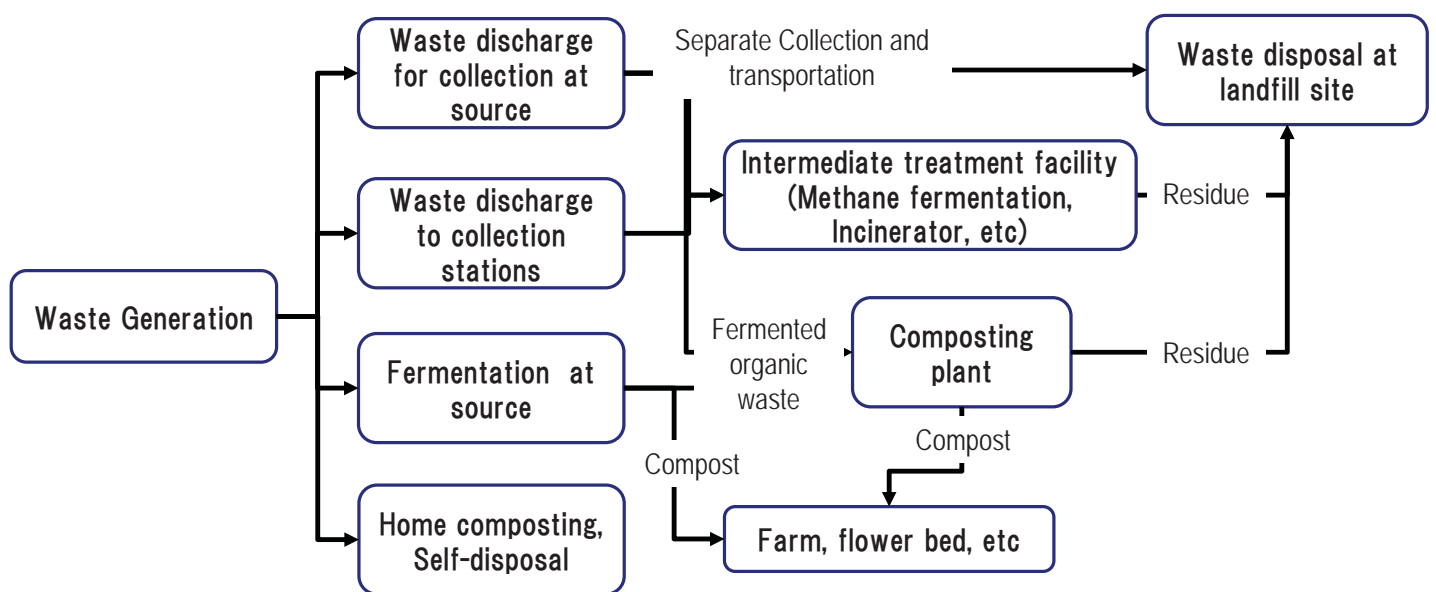 Waste discharge
for collection at
source
Separate Collection and
transportation
Waste disposal at
landfill site
Intermediate treatment facility
(Methane fermentation,
Incinerator, etc)
Residue
Waste discharge
to collection
stations
Waste Generation
Fermented
organic
waste
Composting
plant
Residue
Fermentation at
source
Compost
Compost
Home composting,
Self-disposal
Farm, flower bed, etc